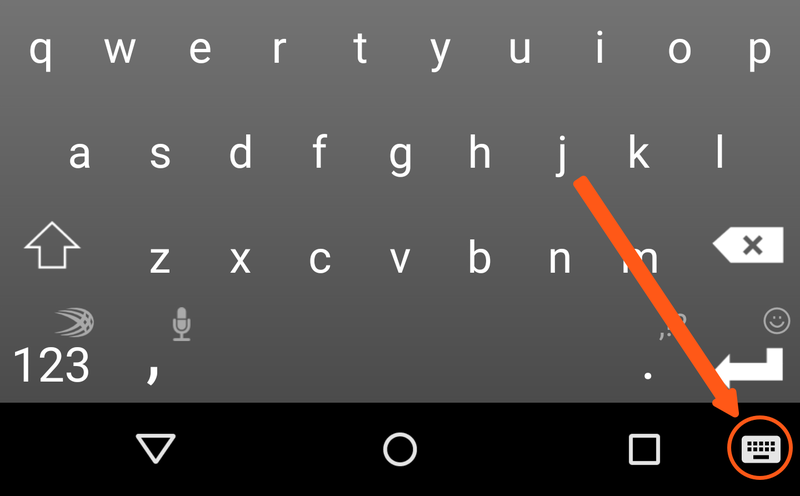 q w e r t y u i o p
a s d f g h j k l
z x c v b n m
,!?
123 , .